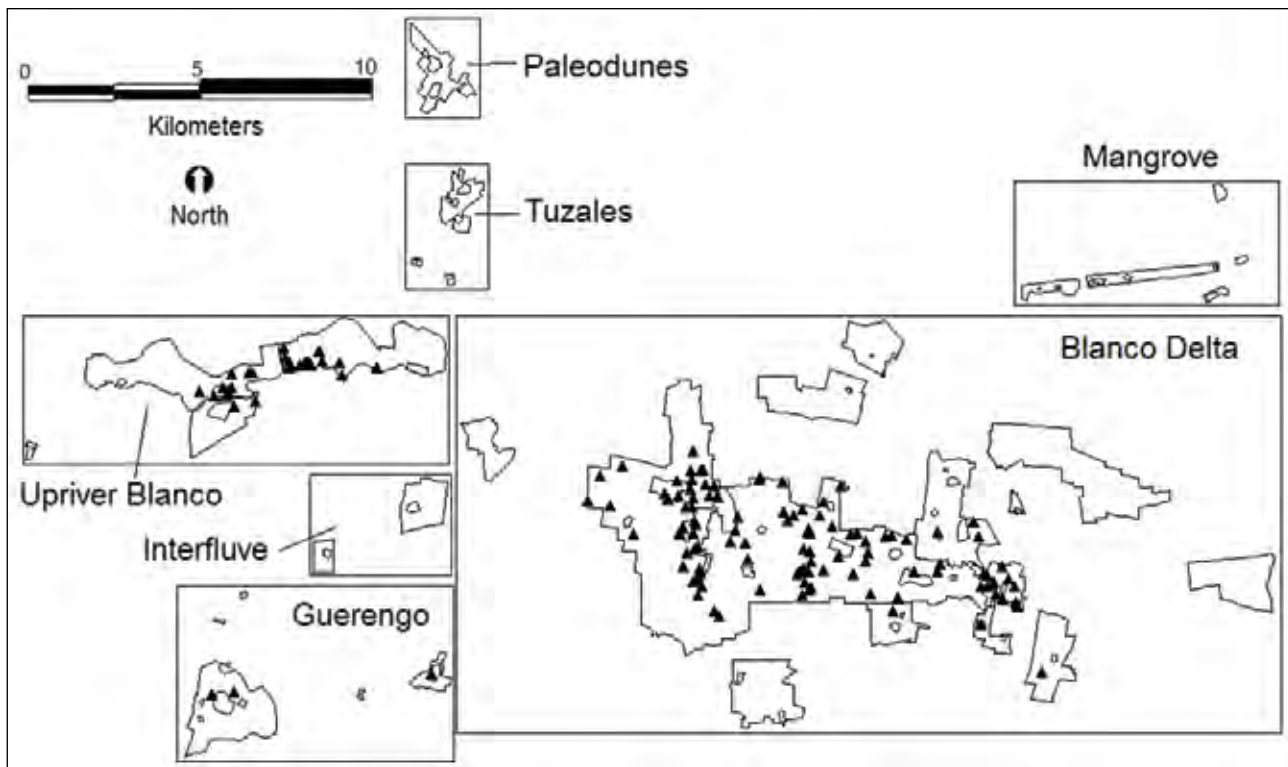 0 5 10
Kilometers
North
Paleodunes
Tuzales
Mangrove
Blanco Delta
Upriver Blanco
Interfluve
Guerengo